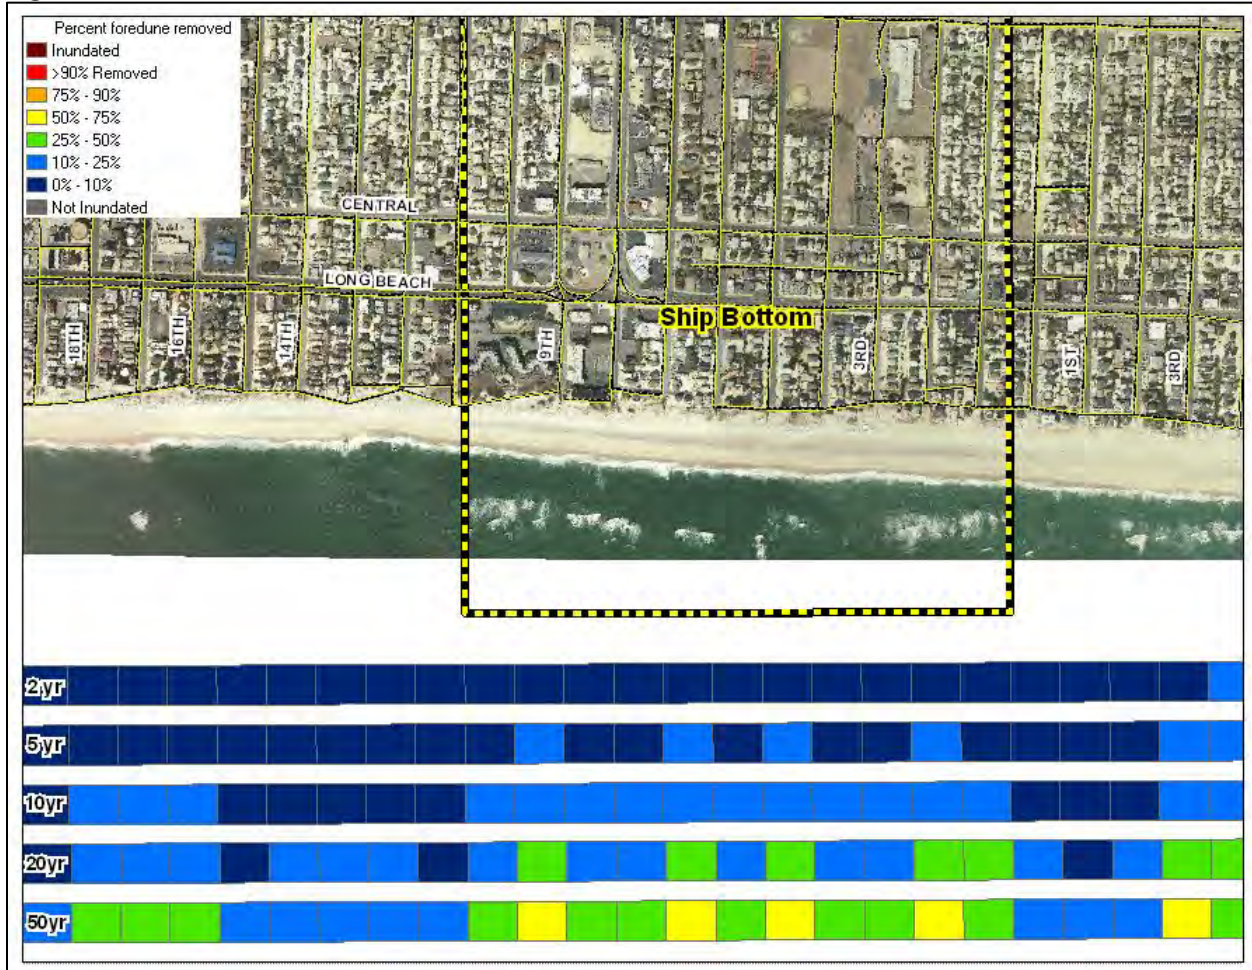 Percent foredune removed
Inundated
>90% Removed
75% - 90%
50% - 75%
25% - 50%
10% - 25%
0% - 10%
Not Inundated
CENTRAL
LONG BEACH
Ship Bottom
18TH
16TH
14TH
9TH
3RD
1ST
3RD
2yr
5yr
10yr
20yr
50yr